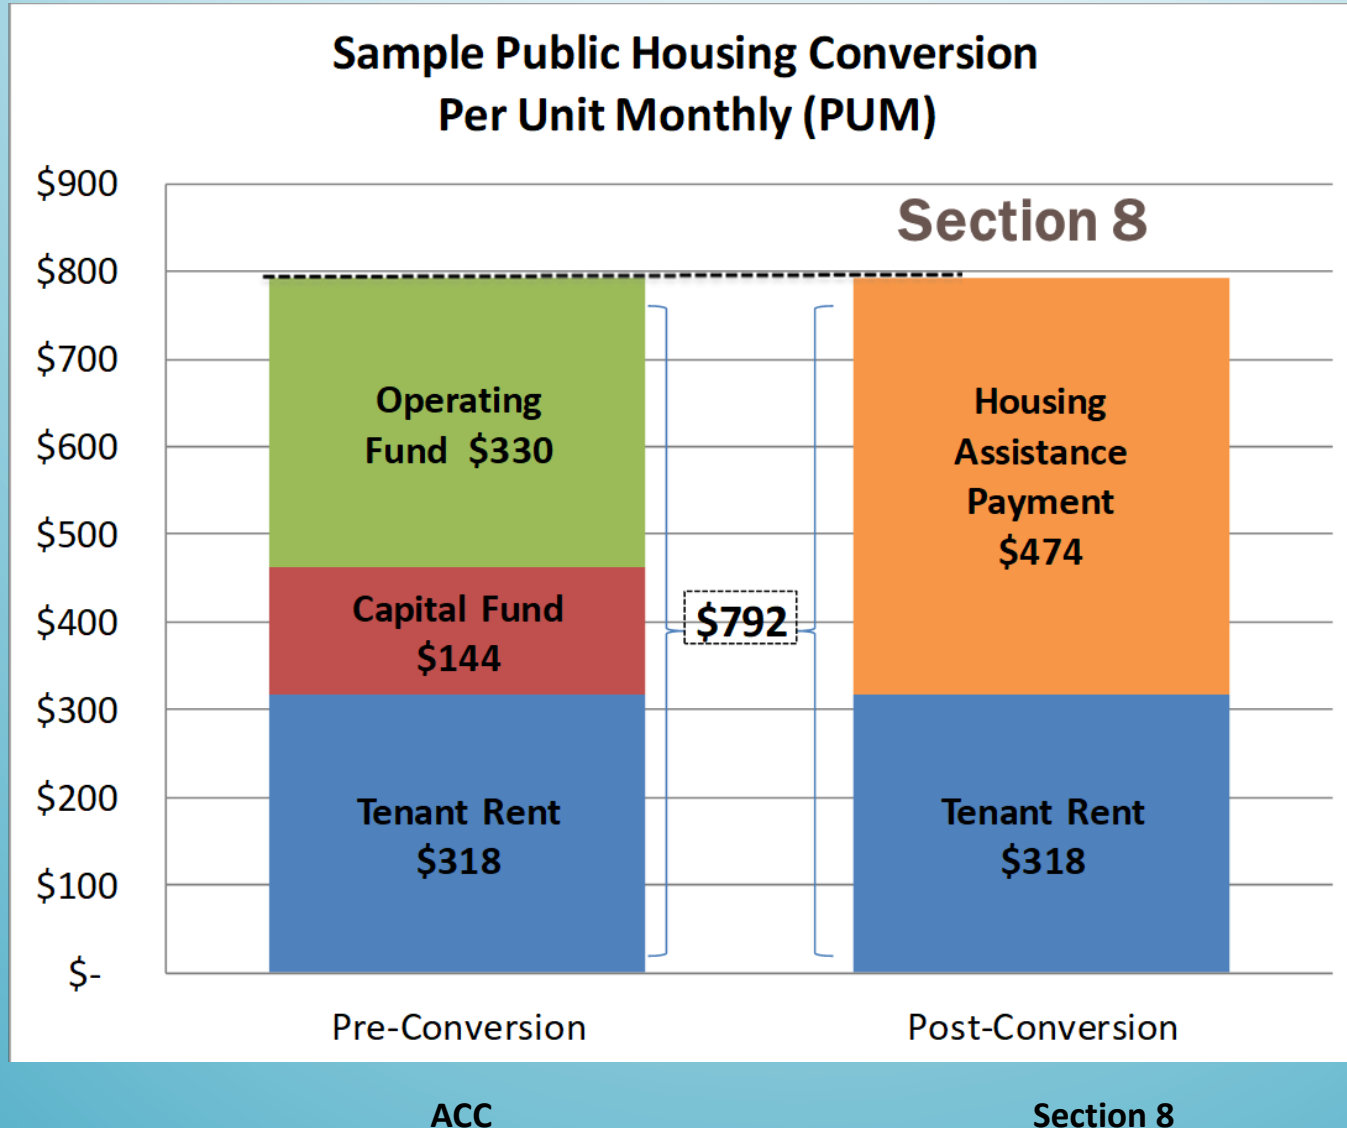 Sample Public Housing Conversion
Per Unit Monthly (PUM)
$900
$800
$700
$600
$500
$400
$300
$200
$100
$-
Section 8
Operating
Fund $330
Capital Fund
$144
Tenant Rent
$318
$792
Housing
Assistance
Payment
$474
Tenant Rent
$318
Pre-Conversion
Post-Conversion
ACC
Section 8